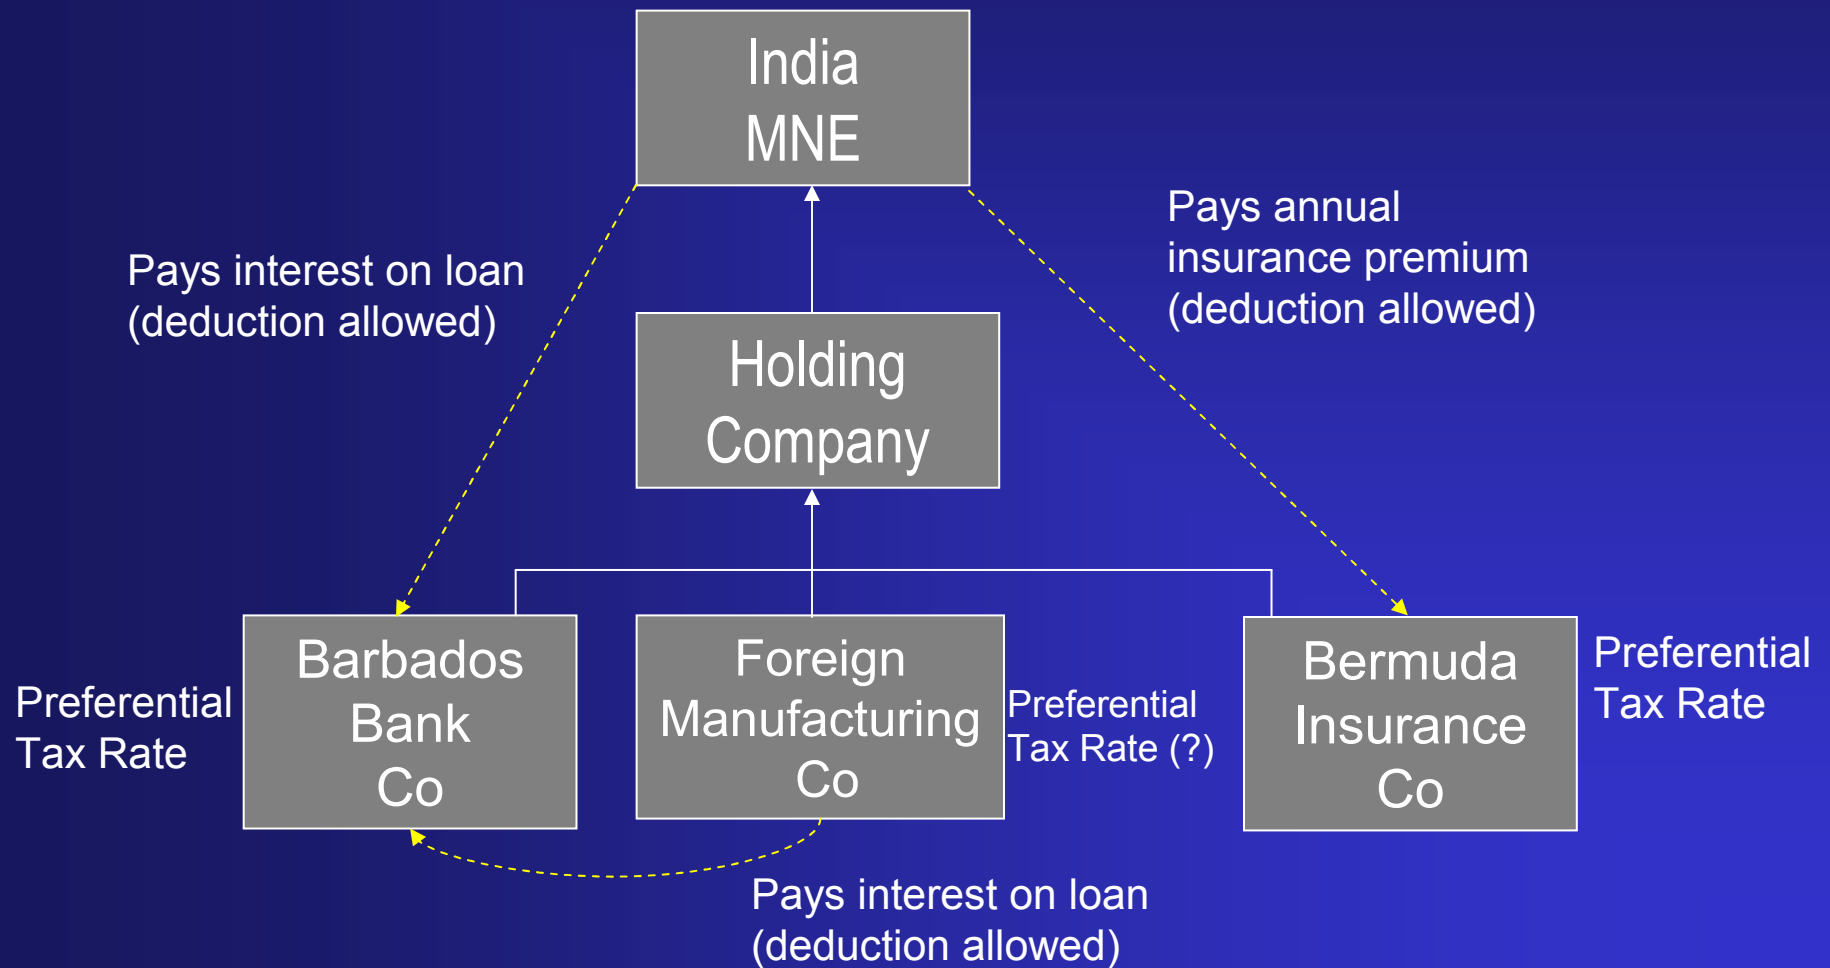 India
MNE
Pays interest on loan
(deduction allowed)
Pays annual
insurance premium
(deduction allowed)
Holding
Company
Preferential
Tax Rate
Barbados
Bank
Co
Foreign
Manufacturing
Co
Preferential
Tax Rate (?)
Bermuda
Insurance
Co
Preferential
Tax Rate
Pays interest on loan
(deduction allowed)